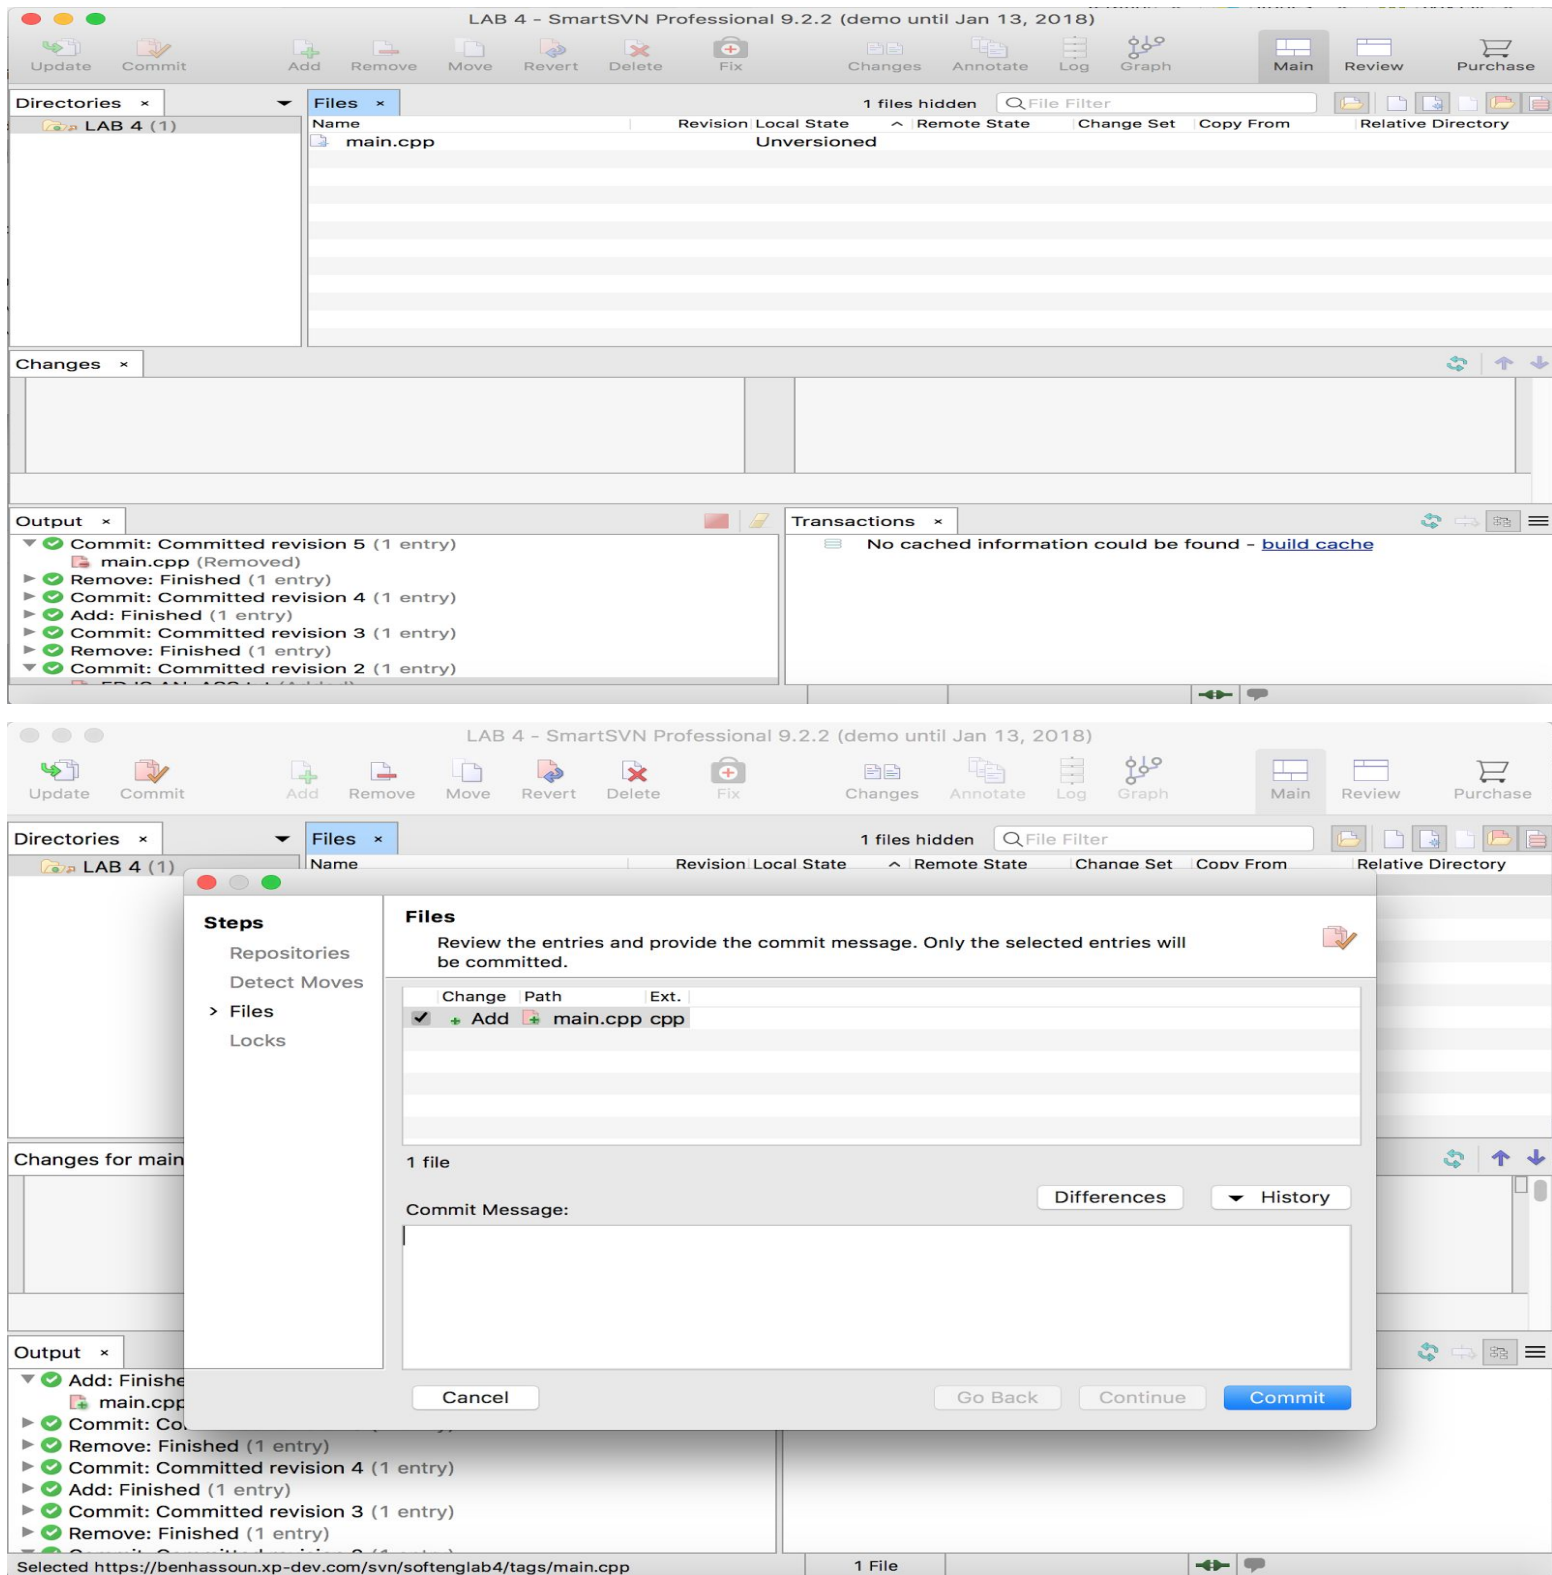 LAB 4 - SmartSVN Professional 9.2.2 (demo until Jan 13, 2018)
Update Commit Add Remove Move Revert Delete Fix Changes Annotate Log Graph Main Review Purchase
Directories × Files × 1 files hidden File Filter
LAB 4 (1) Name Revision Local State Remote State Change Set Copy From Relative Directory
main.cpp Unversioned
Changes ×
Output × Transactions ×
Commit: Committed revision 5 (1 entry) No cached information could be found - build cache
main.cpp (Removed)
Remove: Finished (1 entry)
Commit: Committed revision 4 (1 entry)
Add: Finished (1 entry)
Commit: Committed revision 3 (1 entry)
Remove: Finished (1 entry)
Commit: Committed revision 2 (1 entry)
LAB 4 - SmartSVN Professional 9.2.2 (demo until Jan 13, 2018)
Update Commit Add Remove Move Revert Delete Fix Changes Annotate Log Graph Main Review Purchase
Directories × Files × 1 files hidden File Filter
LAB 4 (1) Name Revision Local State Remote State Change Set Copy From Relative Directory
Steps
Repositories
Detect Moves
> Files
Locks
Files
Review the entries and provide the commit message. Only the selected entries will
be committed.
Change Path Ext.
Add main.cpp cpp
1 file
Differences History
Commit Message:
Cancel Go Back Continue Commit
Changes for main
Output ×
Add: Finishe
main.cpp
Commit: Co
Remove: Finished (1 entry)
Commit: Committed revision 4 (1 entry)
Add: Finished (1 entry)
Commit: Committed revision 3 (1 entry)
Remove: Finished (1 entry)
Selected https://benhassoun.xp-dev.com/svn/softenglab4/tags/main.cpp 1 File